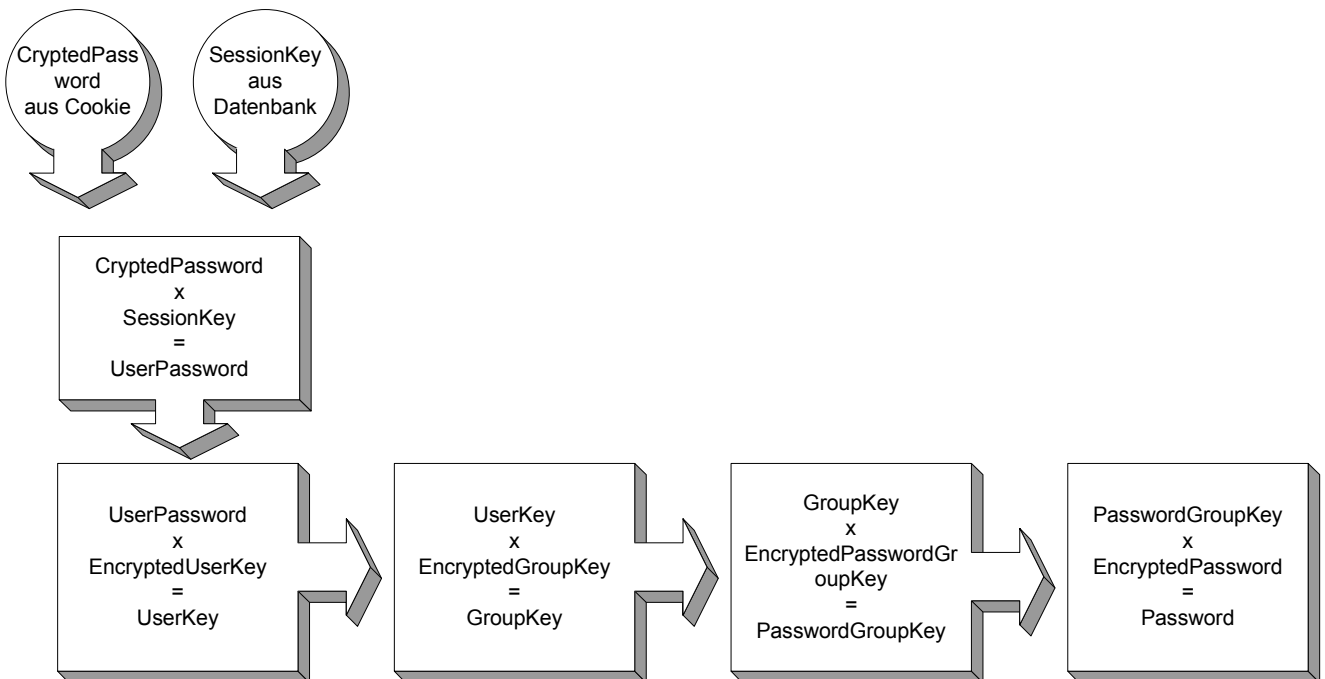 CryptedPass
word
aus Cookie
SessionKey
aus
Datenbank
CryptedPassword
x
SessionKey
=
UserPassword
UserPassword
x
EncryptedUserKey
=
UserKey
UserKey
x
EncryptedGroupKey
=
GroupKey
GroupKey
x
EncryptedPasswordGr
oupKey
=
PasswordGroupKey
PasswordGroupKey
x
EncryptedPassword
=
Password